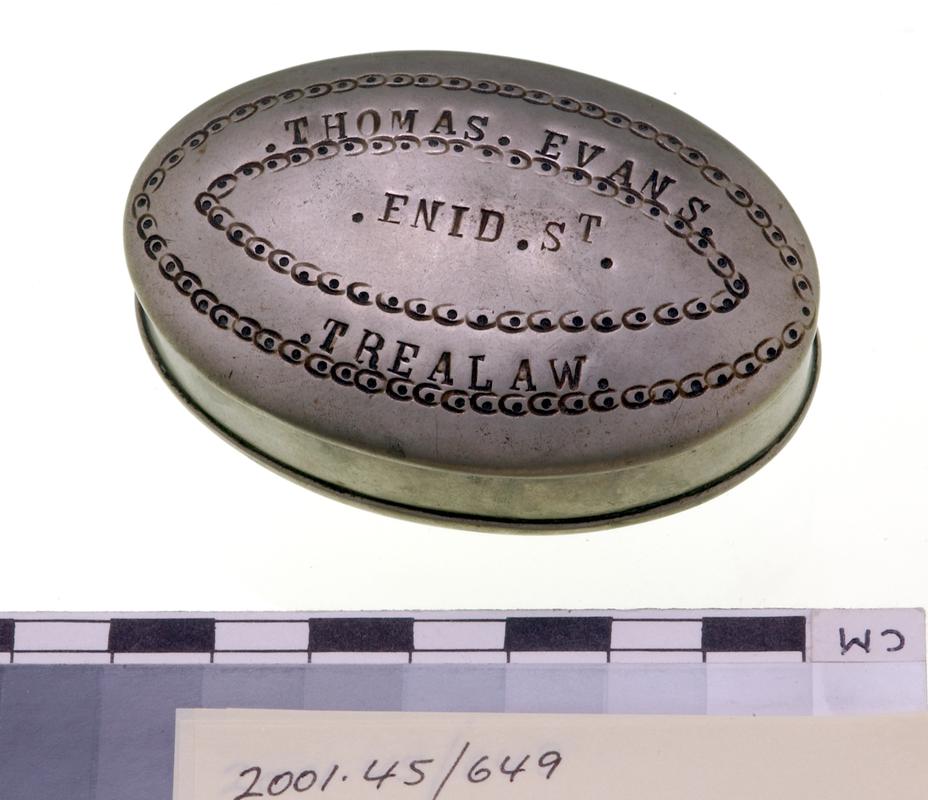 .THOMAS. EVANS.
.ENID.Sᵀ.
.TREALAW.
CM
2001.45/649